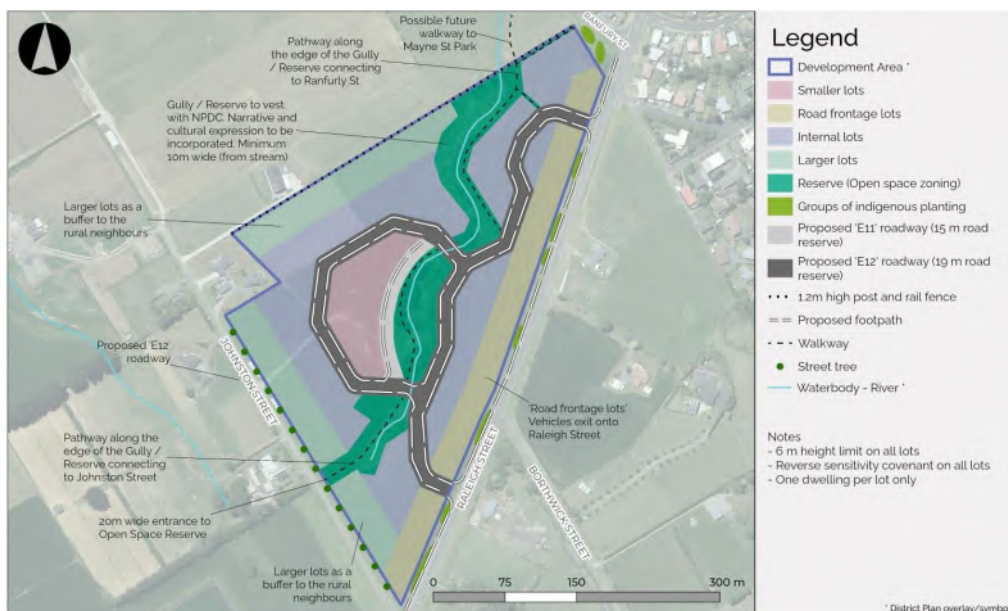 RANFURLY ST
Possible future
walkway to
Mayne St Park
Pathway along
the edge of the Gully
/ Reserve connecting
to Ranfurly St
Gully / Reserve to vest
with NPDC. Narrative and
cultural expression to be
incorporated. Minimum
10m wide (from stream)
Larger lots as a
buffer to the
rural neighbours
Proposed 'E12'
roadway
JOHNSTON STREET
'Road frontage lots'
Vehicles exit onto
Raleigh Street
RALEIGH STREET
BORTHWICK STREET
Pathway along the
edge of the Gully /
Reserve connecting
to Johnston Street
20m wide entrance to
Open Space Reserve
Larger lots as a
buffer to the rural
neighbours
0 75 150 300 m
Legend
Development Area *
Smaller lots
Road frontage lots
Internal lots
Larger lots
Reserve (Open space zoning)
Groups of indigenous planting
Proposed 'E11' roadway (15 m road
reserve)
Proposed 'E12' roadway (19 m road
reserve)
1.2m high post and rail fence
Proposed footpath
Walkway
Street tree
Waterbody - River *
Notes
- 6 m height limit on all lots
- Reverse sensitivity covenant on all lots
- One dwelling per lot only
* District Plan overlay/symbo